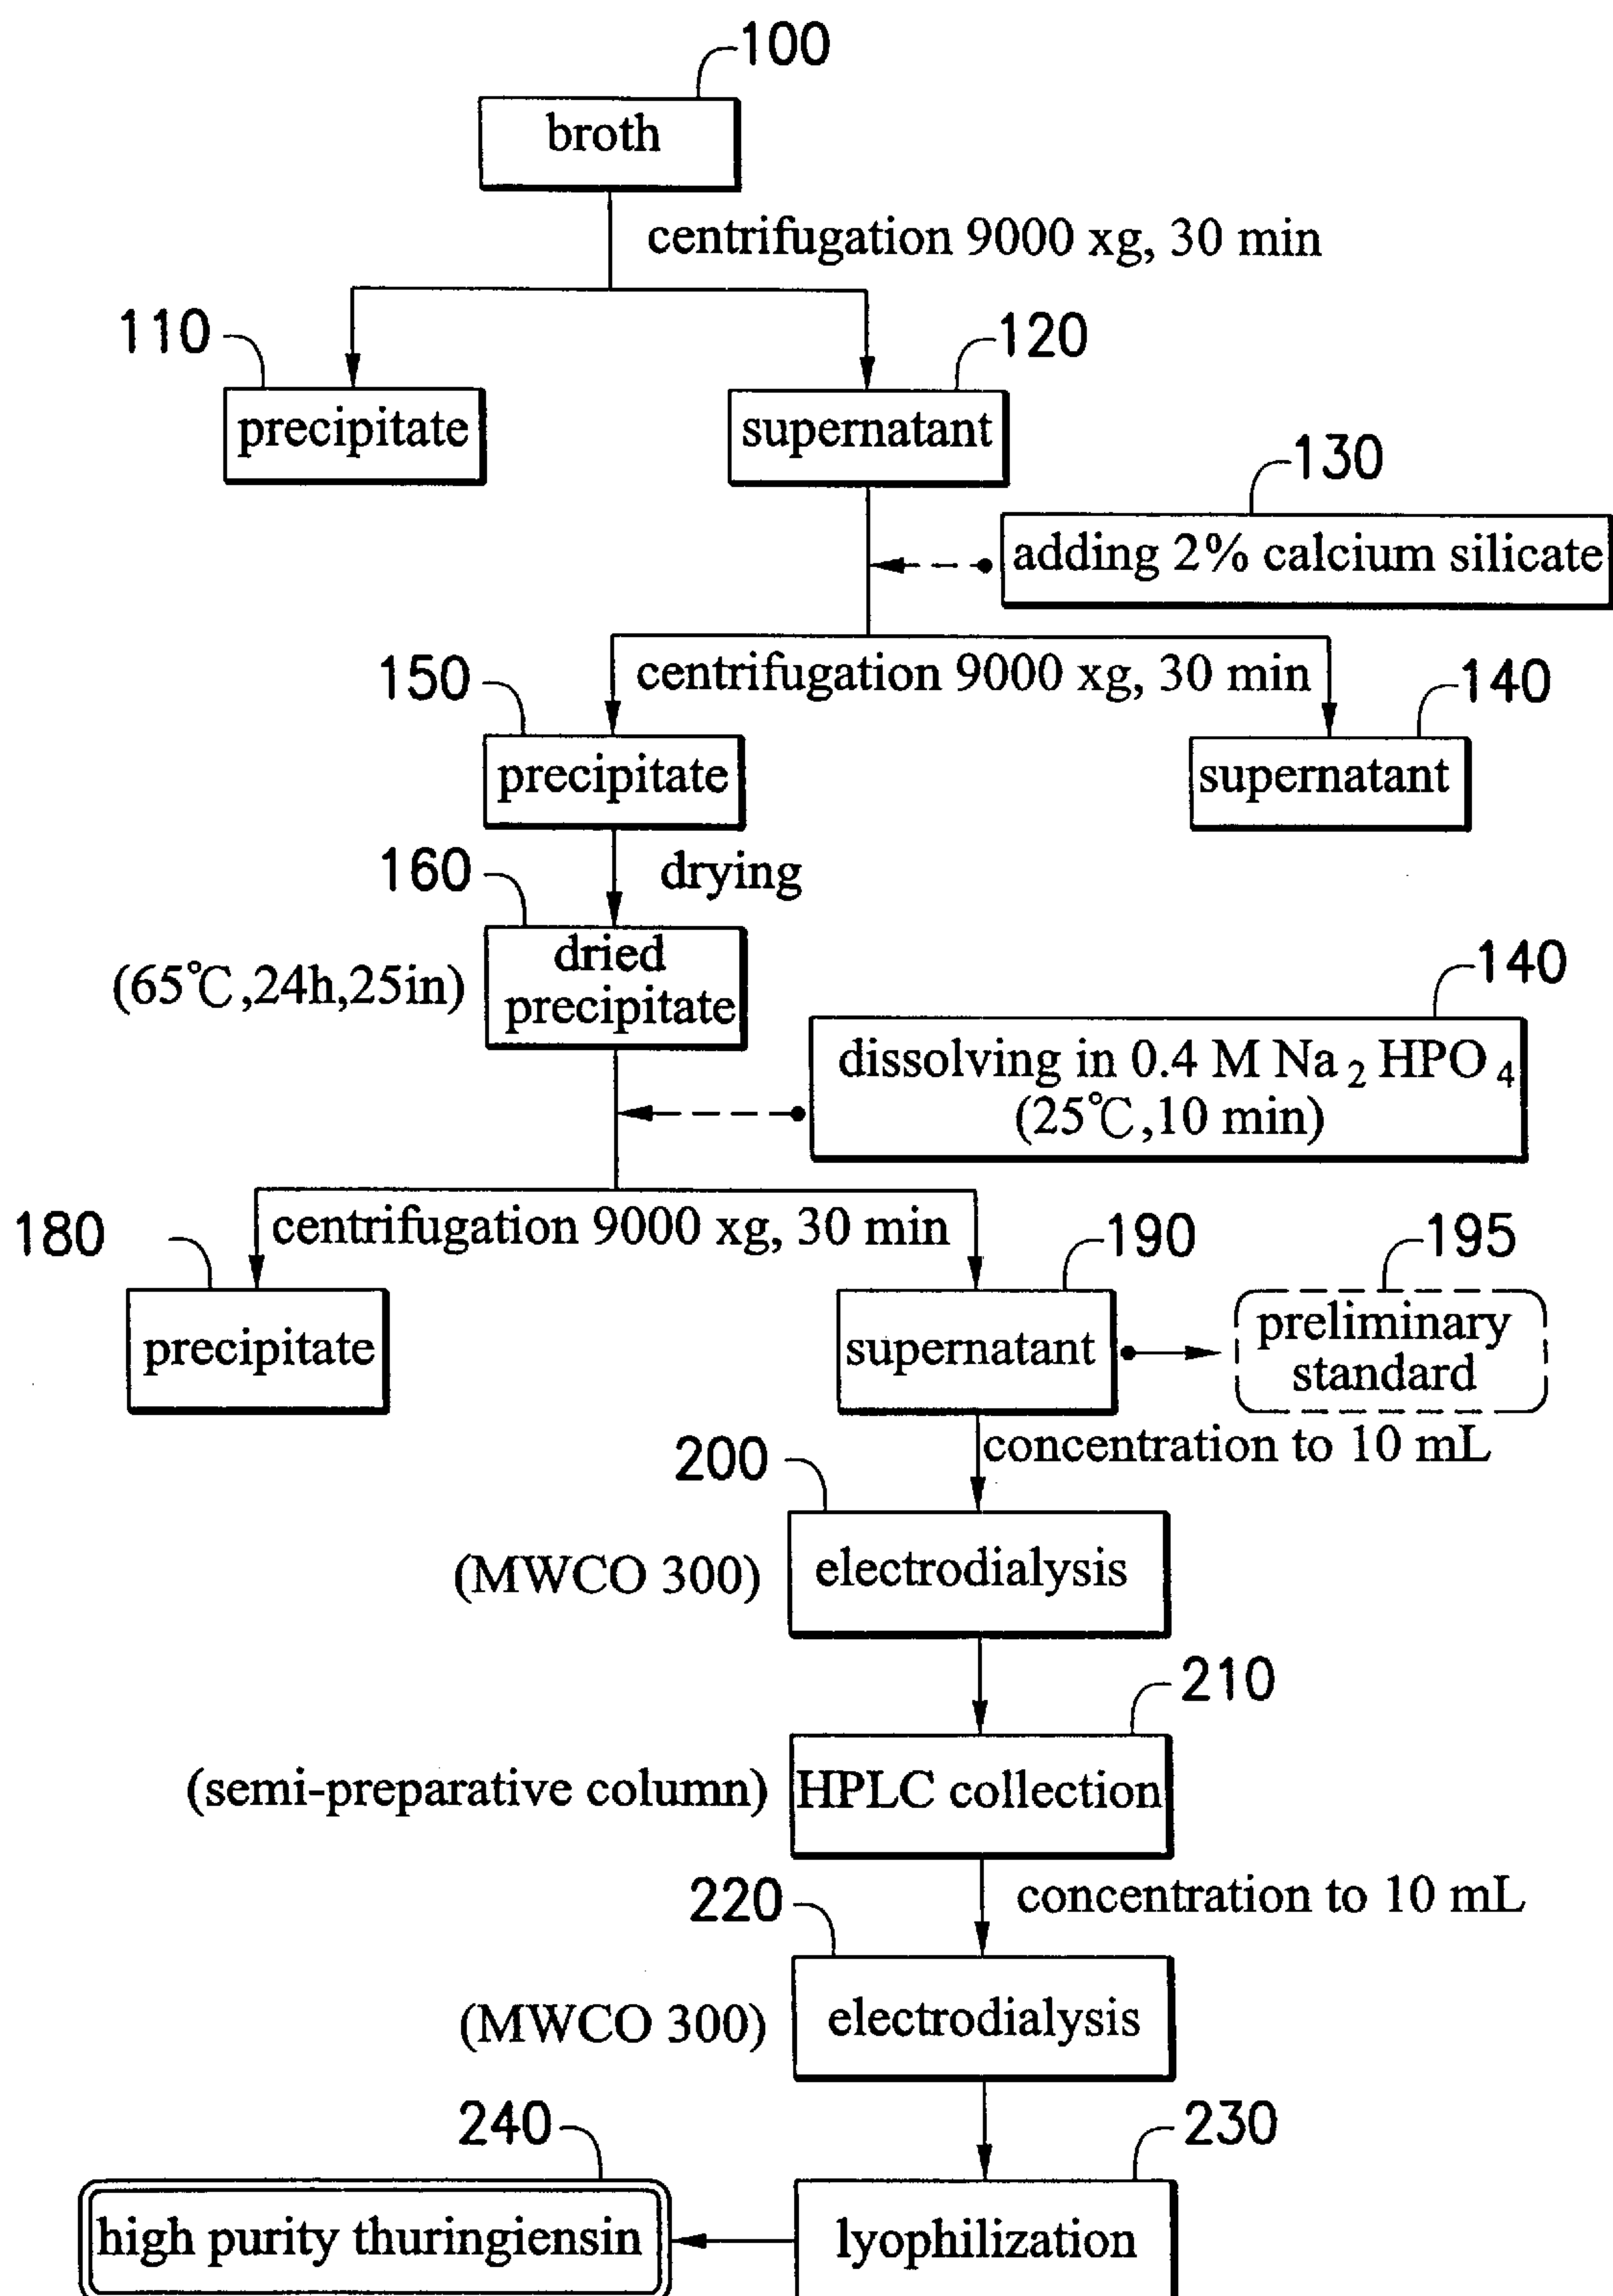 100
broth
centrifugation 9000 xg, 30 min
110
120
precipitate
supernatant
130
adding 2% calcium silicate
150
centrifugation 9000 xg, 30 min
140
precipitate
supernatant
160
drying
(65℃,24h,25in)
dried
precipitate
140
dissolving in 0.4 M Na₂ HPO₄
(25℃,10 min)
180
centrifugation 9000 xg, 30 min
190
195
precipitate
supernatant
preliminary
standard
concentration to 10 mL
200
(MWCO 300)
electrodialysis
210
(semi-preparative column)
HPLC collection
concentration to 10 mL
220
(MWCO 300)
electrodialysis
240
230
high purity thuringiensin
lyophilization